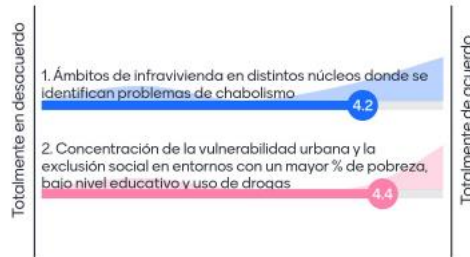 Totalmente en desacuerdo
1. Ámbitos de infravivienda en distintos núcleos donde se
identifican problemas de chabolismo
4.2
2. Concentración de la vulnerabilidad urbana y la
exclusión social en entornos con un mayor % de pobreza,
bajo nivel educativo y uso de drogas
4.4
Totalmente de acuerdo